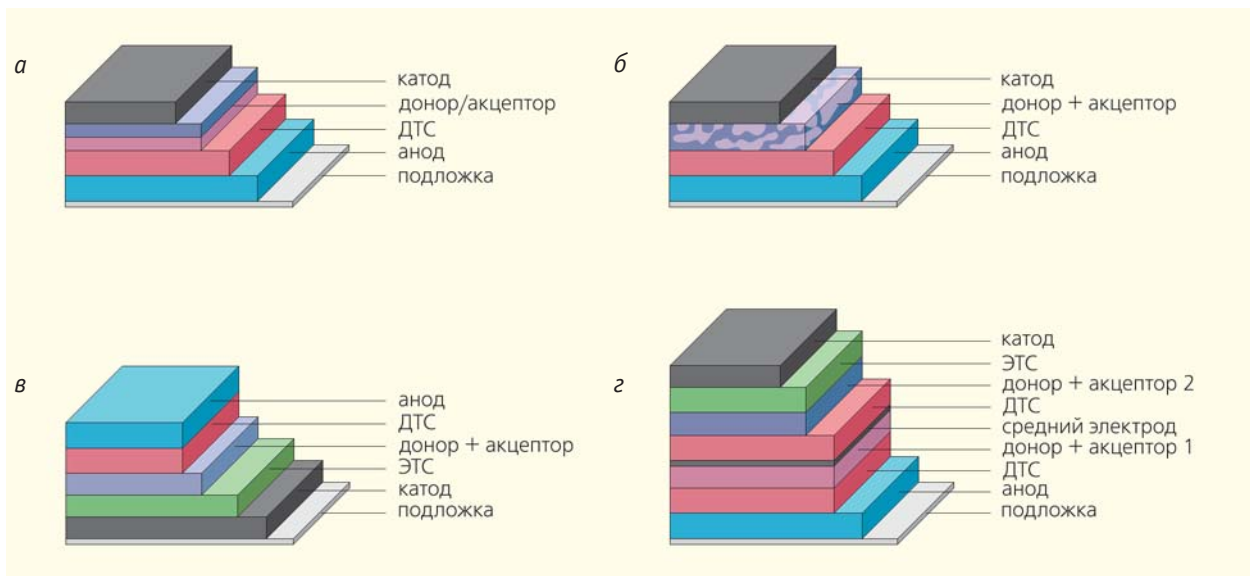 а
катод
донор/акцептор
ДТС
анод
подложка
б
катод
донор + акцептор
ДТС
анод
подложка
в
анод
ДТС
донор + акцептор
ЭТС
катод
подложка
г
катод
ЭТС
донор + акцептор 2
ДТС
средний электрод
донор + акцептор 1
ДТС
анод
подложка